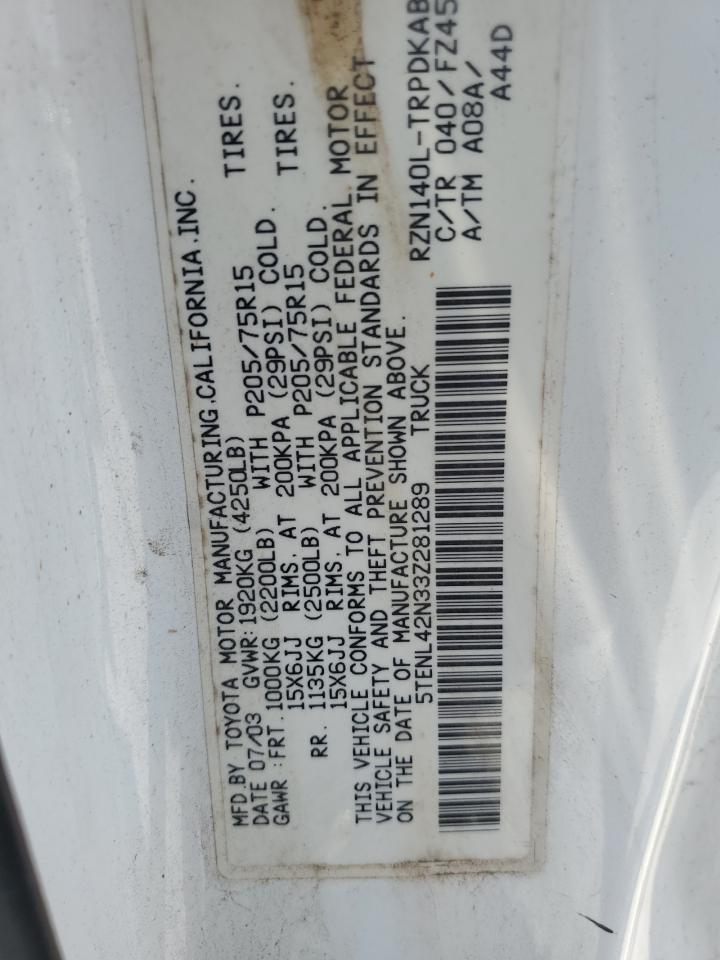 MFD.BY TOYOTA MOTOR MANUFACTURING.CALIFORNIA.INC.
DATE 07/03 GVWR:1920KG (4250LB)
GAWR :FRT.1000KG (2200LB) WITH P205/75R15 TIRES.
15X6JJ RIMS, AT 200KPA (29PSI) COLD.
RR. 1135KG (2500LB) WITH P205/75R15 TIRES.
15X6JJ RIMS, AT 200KPA (29PSI) COLD.
THIS VEHICLE CONFORMS TO ALL APPLICABLE FEDERAL MOTOR
VEHICLE SAFETY AND THEFT PREVENTION STANDARDS IN EFFECT
ON THE DATE OF MANUFACTURE SHOWN ABOVE.
5TENL42N33Z281289 TRUCK
RZN140L-TRPDKAB
C/TR 040/FZ45
A/TM A08A/
A44D